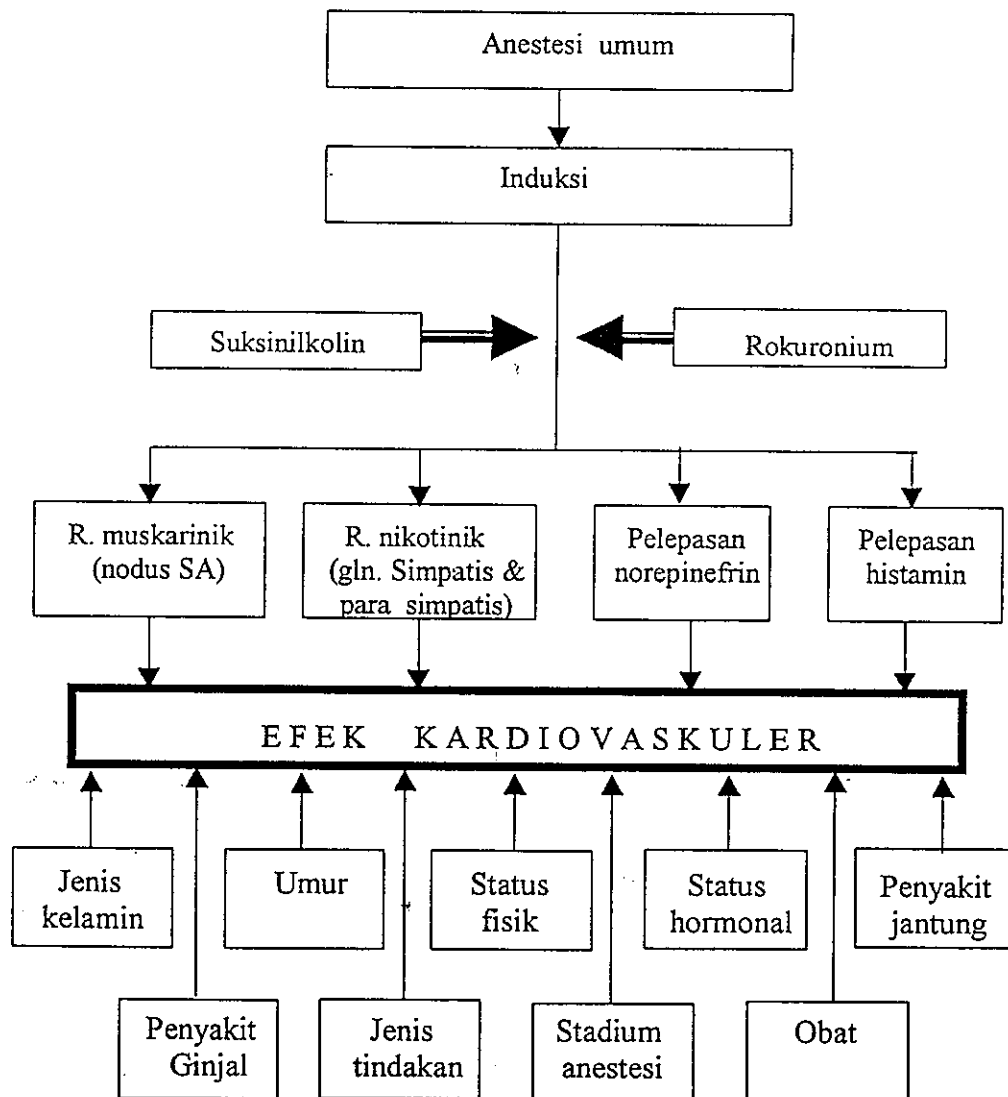 Anestesi umum
Induksi
Suksinilkolin
Rokuronium
R. muskarinik
(nodus SA)
R. nikotinik
(gln. Simpatis &
para simpatis)
Pelepasan
norepinefrin
Pelepasan
histamin
EFEK KARDIOVASKULER
Jenis
kelamin
Umur
Status
fisik
Status
hormonal
Penyakit
jantung
Penyakit
Ginjal
Jenis
tindakan
Stadium
anestesi
Obat